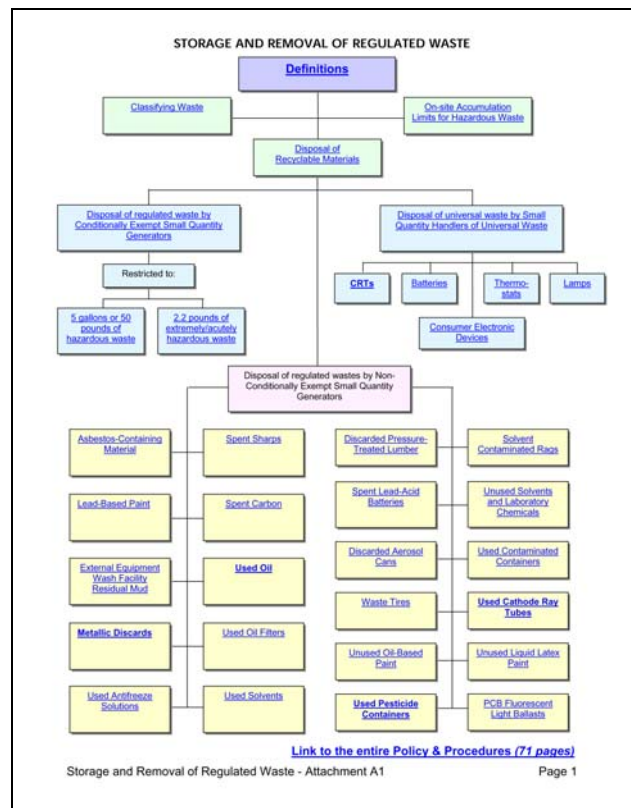 STORAGE AND REMOVAL OF REGULATED WASTE
Definitions
Classifying Waste
On-site Accumulation
Limits for Hazardous Waste
Disposal of
Recyclable Materials
Disposal of regulated waste by
Conditionally Exempt Small Quantity
Generators
Disposal of universal waste by Small
Quantity Handlers of Universal Waste
Restricted to:
CRTs
Batteries
Thermo-
stats
Lamps
5 gallons or 50
pounds of
hazardous waste
2.2 pounds of
extremely/acutely
hazardous waste
Consumer Electronic
Devices
Disposal of regulated wastes by Non-
Conditionally Exempt Small Quantity
Generators
Asbestos-Containing
Material
Spent Sharps
Discarded Pressure-
Treated Lumber
Solvent
Contaminated Rags
Lead-Based Paint
Spent Carbon
Spent Lead-Acid
Batteries
Unused Solvents
and Laboratory
Chemicals
External Equipment
Wash Facility
Residual Mud
Used Oil
Discarded Aerosol
Cans
Used Contaminated
Containers
Metallic Discards
Used Oil Filters
Waste Tires
Used Cathode Ray
Tubes
Used Antifreeze
Solutions
Used Solvents
Unused Oil-Based
Paint
Unused Liquid Latex
Paint
Used Pesticide
Containers
PCB Fluorescent
Light Ballasts
Link to the entire Policy & Procedures (71 pages)
Storage and Removal of Regulated Waste - Attachment A1
Page 1